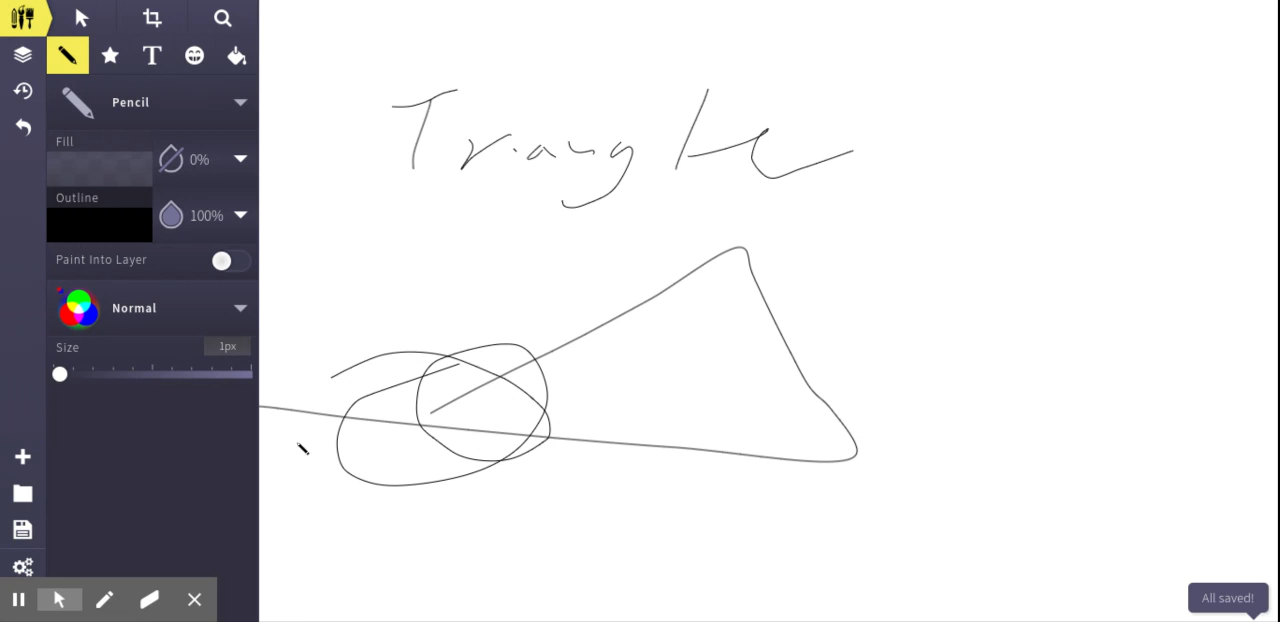 Triangle
Pencil
Fill
0%
Outline
100%
Paint Into Layer
Normal
Size
1px
All saved!